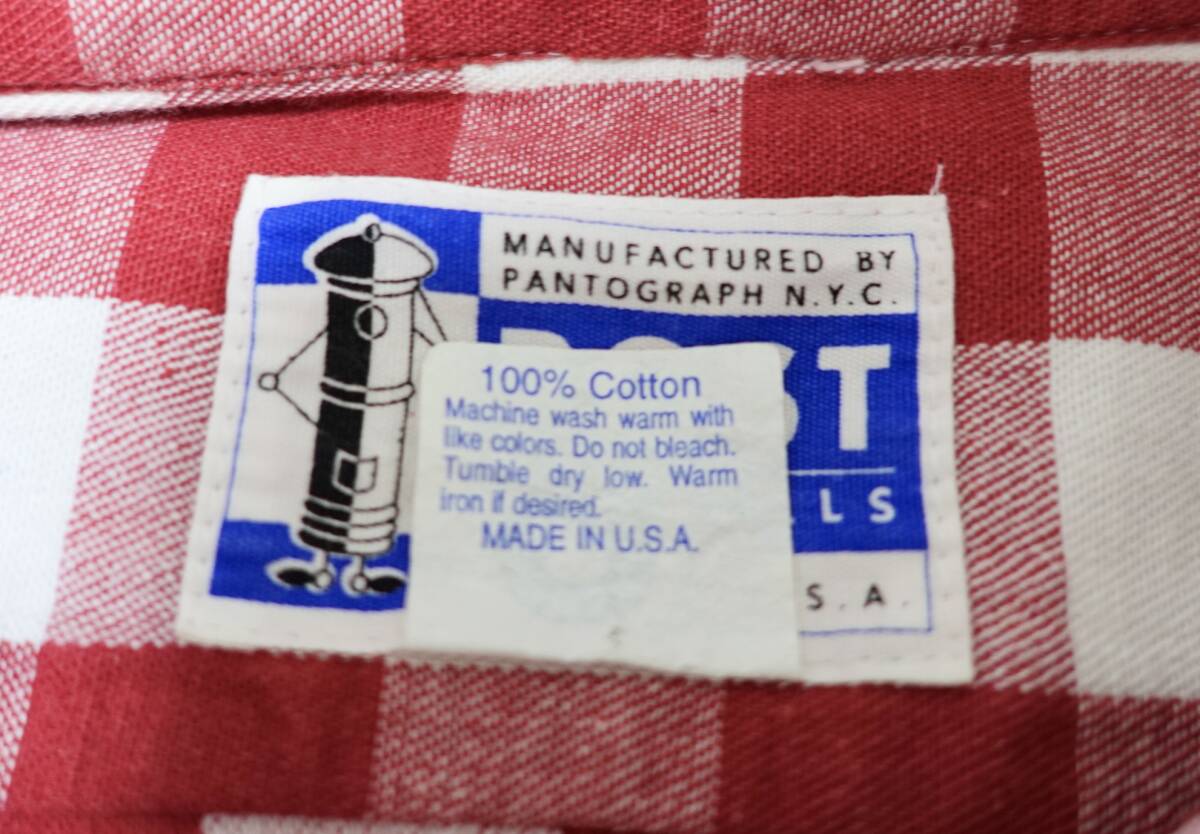 MANUFACTURED BY
PANTOGRAPH N.Y.C.
100% Cotton
Machine wash warm with
like colors. Do not bleach.
Tumble dry low. Warm
iron if desired.
MADE IN U.S.A.